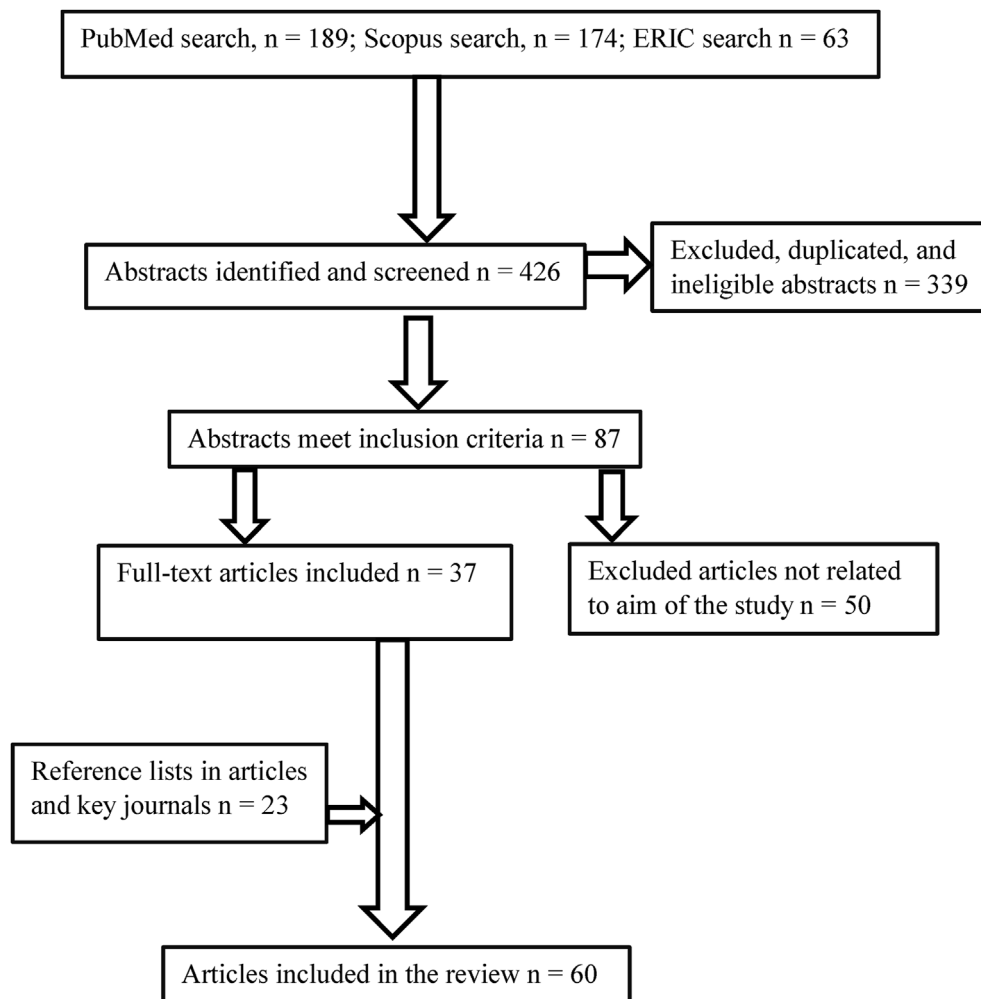 PubMed search, n = 189; Scopus search, n = 174; ERIC search n = 63
Abstracts identified and screened n = 426
Excluded, duplicated, and
ineligible abstracts n = 339
Abstracts meet inclusion criteria n = 87
Full-text articles included n = 37
Excluded articles not related
to aim of the study n = 50
Reference lists in articles
and key journals n = 23
Articles included in the review n = 60